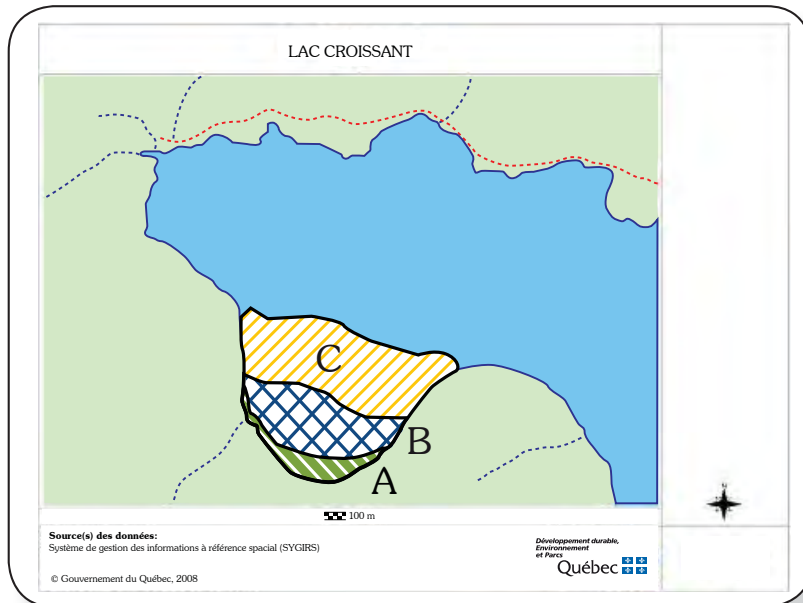 LAC CROISSANT
C
B
A
N
100 m
Source(s) des données:
Système de gestion des informations à référence spacial (SYGIRS)
© Gouvernement du Québec, 2008
Développement durable,
Environnement
et Parcs
Québec